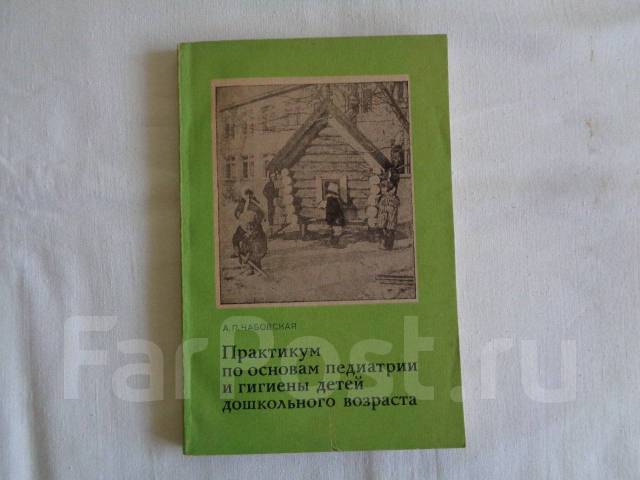 А.П.ЧАБОВСКАЯ
Практикум
по основам педиатрии
и гигиены детей
дошкольного возраста
FarPost.ru